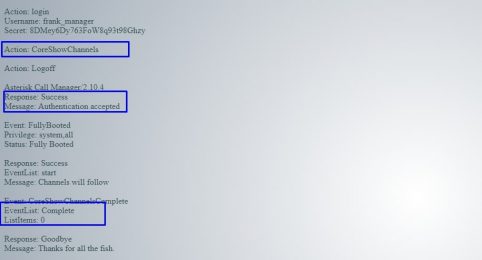 Action: login
Username: frank_manager
Secret: 8DMey6Dy763FoW8q93t98Ghzy
Action: CoreShowChannels
Action: Logoff
Asterisk Call Manager/2.10.4
Response: Success
Message: Authentication accepted
Event: FullyBooted
Privilege: system,all
Status: Fully Booted
Response: Success
EventList: start
Message: Channels will follow
Event: CoreShowChannelsComplete
EventList: Complete
ListItems: 0
Response: Goodbye
Message: Thanks for all the fish.